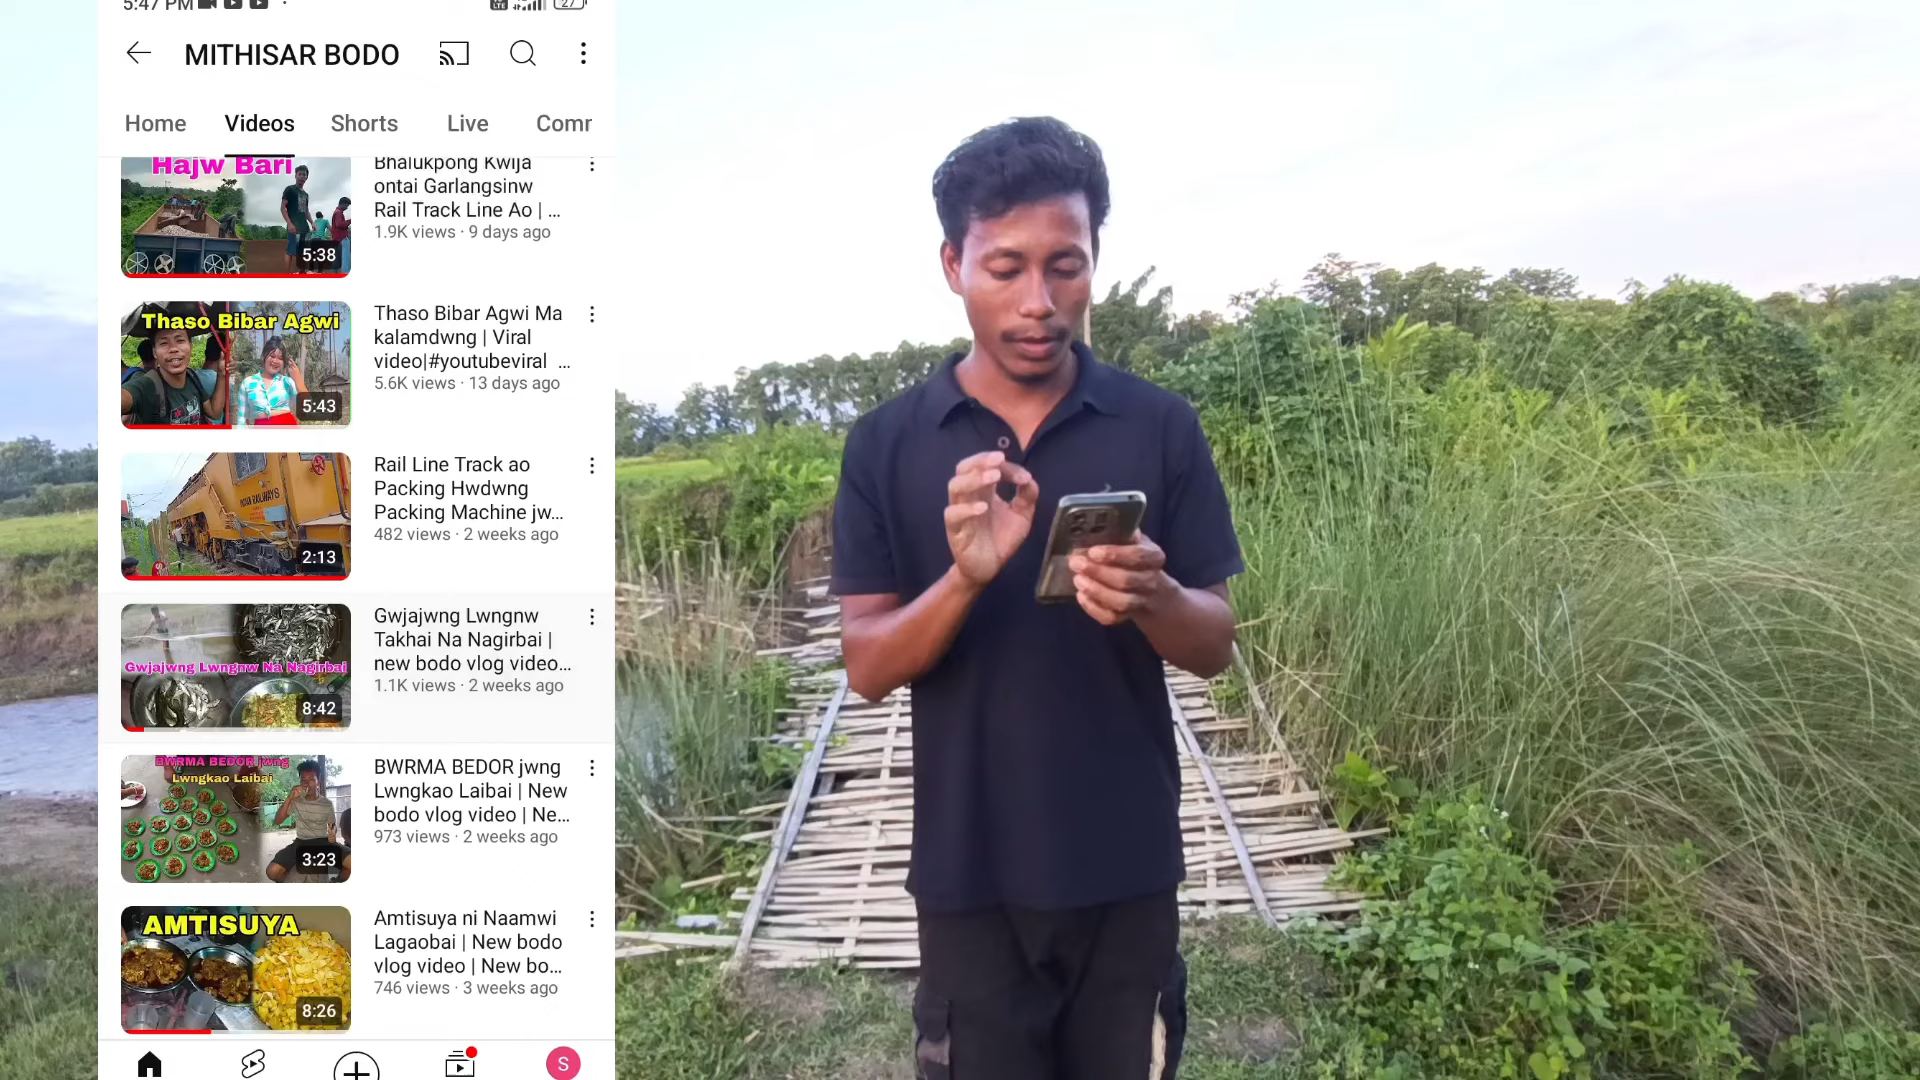 5:47 PM
27
MITHISAR BODO
Home Videos Shorts Live Comr
Hajw Bari
5:38
Bhalukpong Kwija
ontai Garlangsinw
Rail Track Line Ao | ...
1.9K views · 9 days ago
Thaso Bibar Agwi
5:43
Thaso Bibar Agwi Ma
kalamdwng | Viral
video|#youtubeviral ...
5.6K views · 13 days ago
INDIAN RAILWAYS
2:13
Rail Line Track ao
Packing Hwdwng
Packing Machine jw...
482 views · 2 weeks ago
Gwjajwng Lwngnw Na Nagirbai
8:42
Gwjajwng Lwngnw
Takhai Na Nagirbai |
new bodo vlog video...
1.1K views · 2 weeks ago
BWRMA BEDOR jwng
Lwngkao Laibai
3:23
BWRMA BEDOR jwng
Lwngkao Laibai | New
bodo vlog video | Ne...
973 views · 2 weeks ago
AMTISUYA
8:26
Amtisuya ni Naamwi
Lagaobai | New bodo
vlog video | New bo...
746 views · 3 weeks ago
S